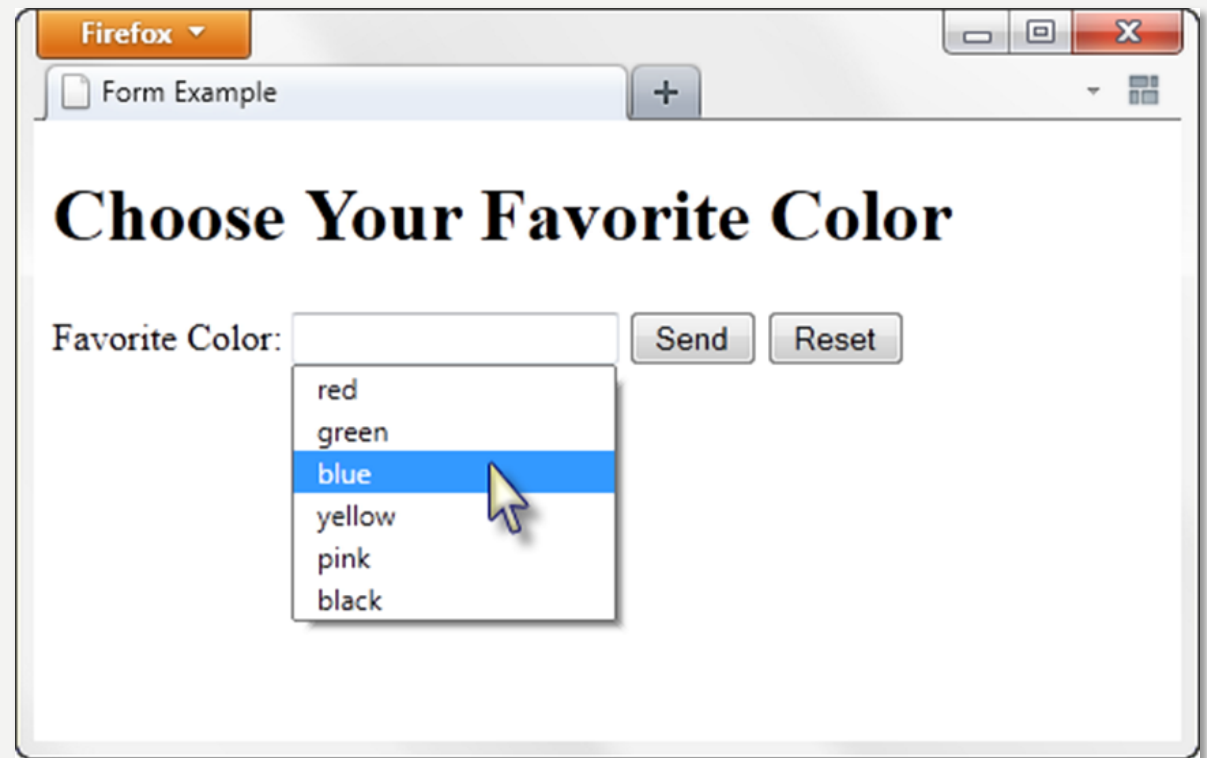 Firefox
Form Example
Choose Your Favorite Color
Favorite Color: Send Reset
red
green
blue
yellow
pink
black